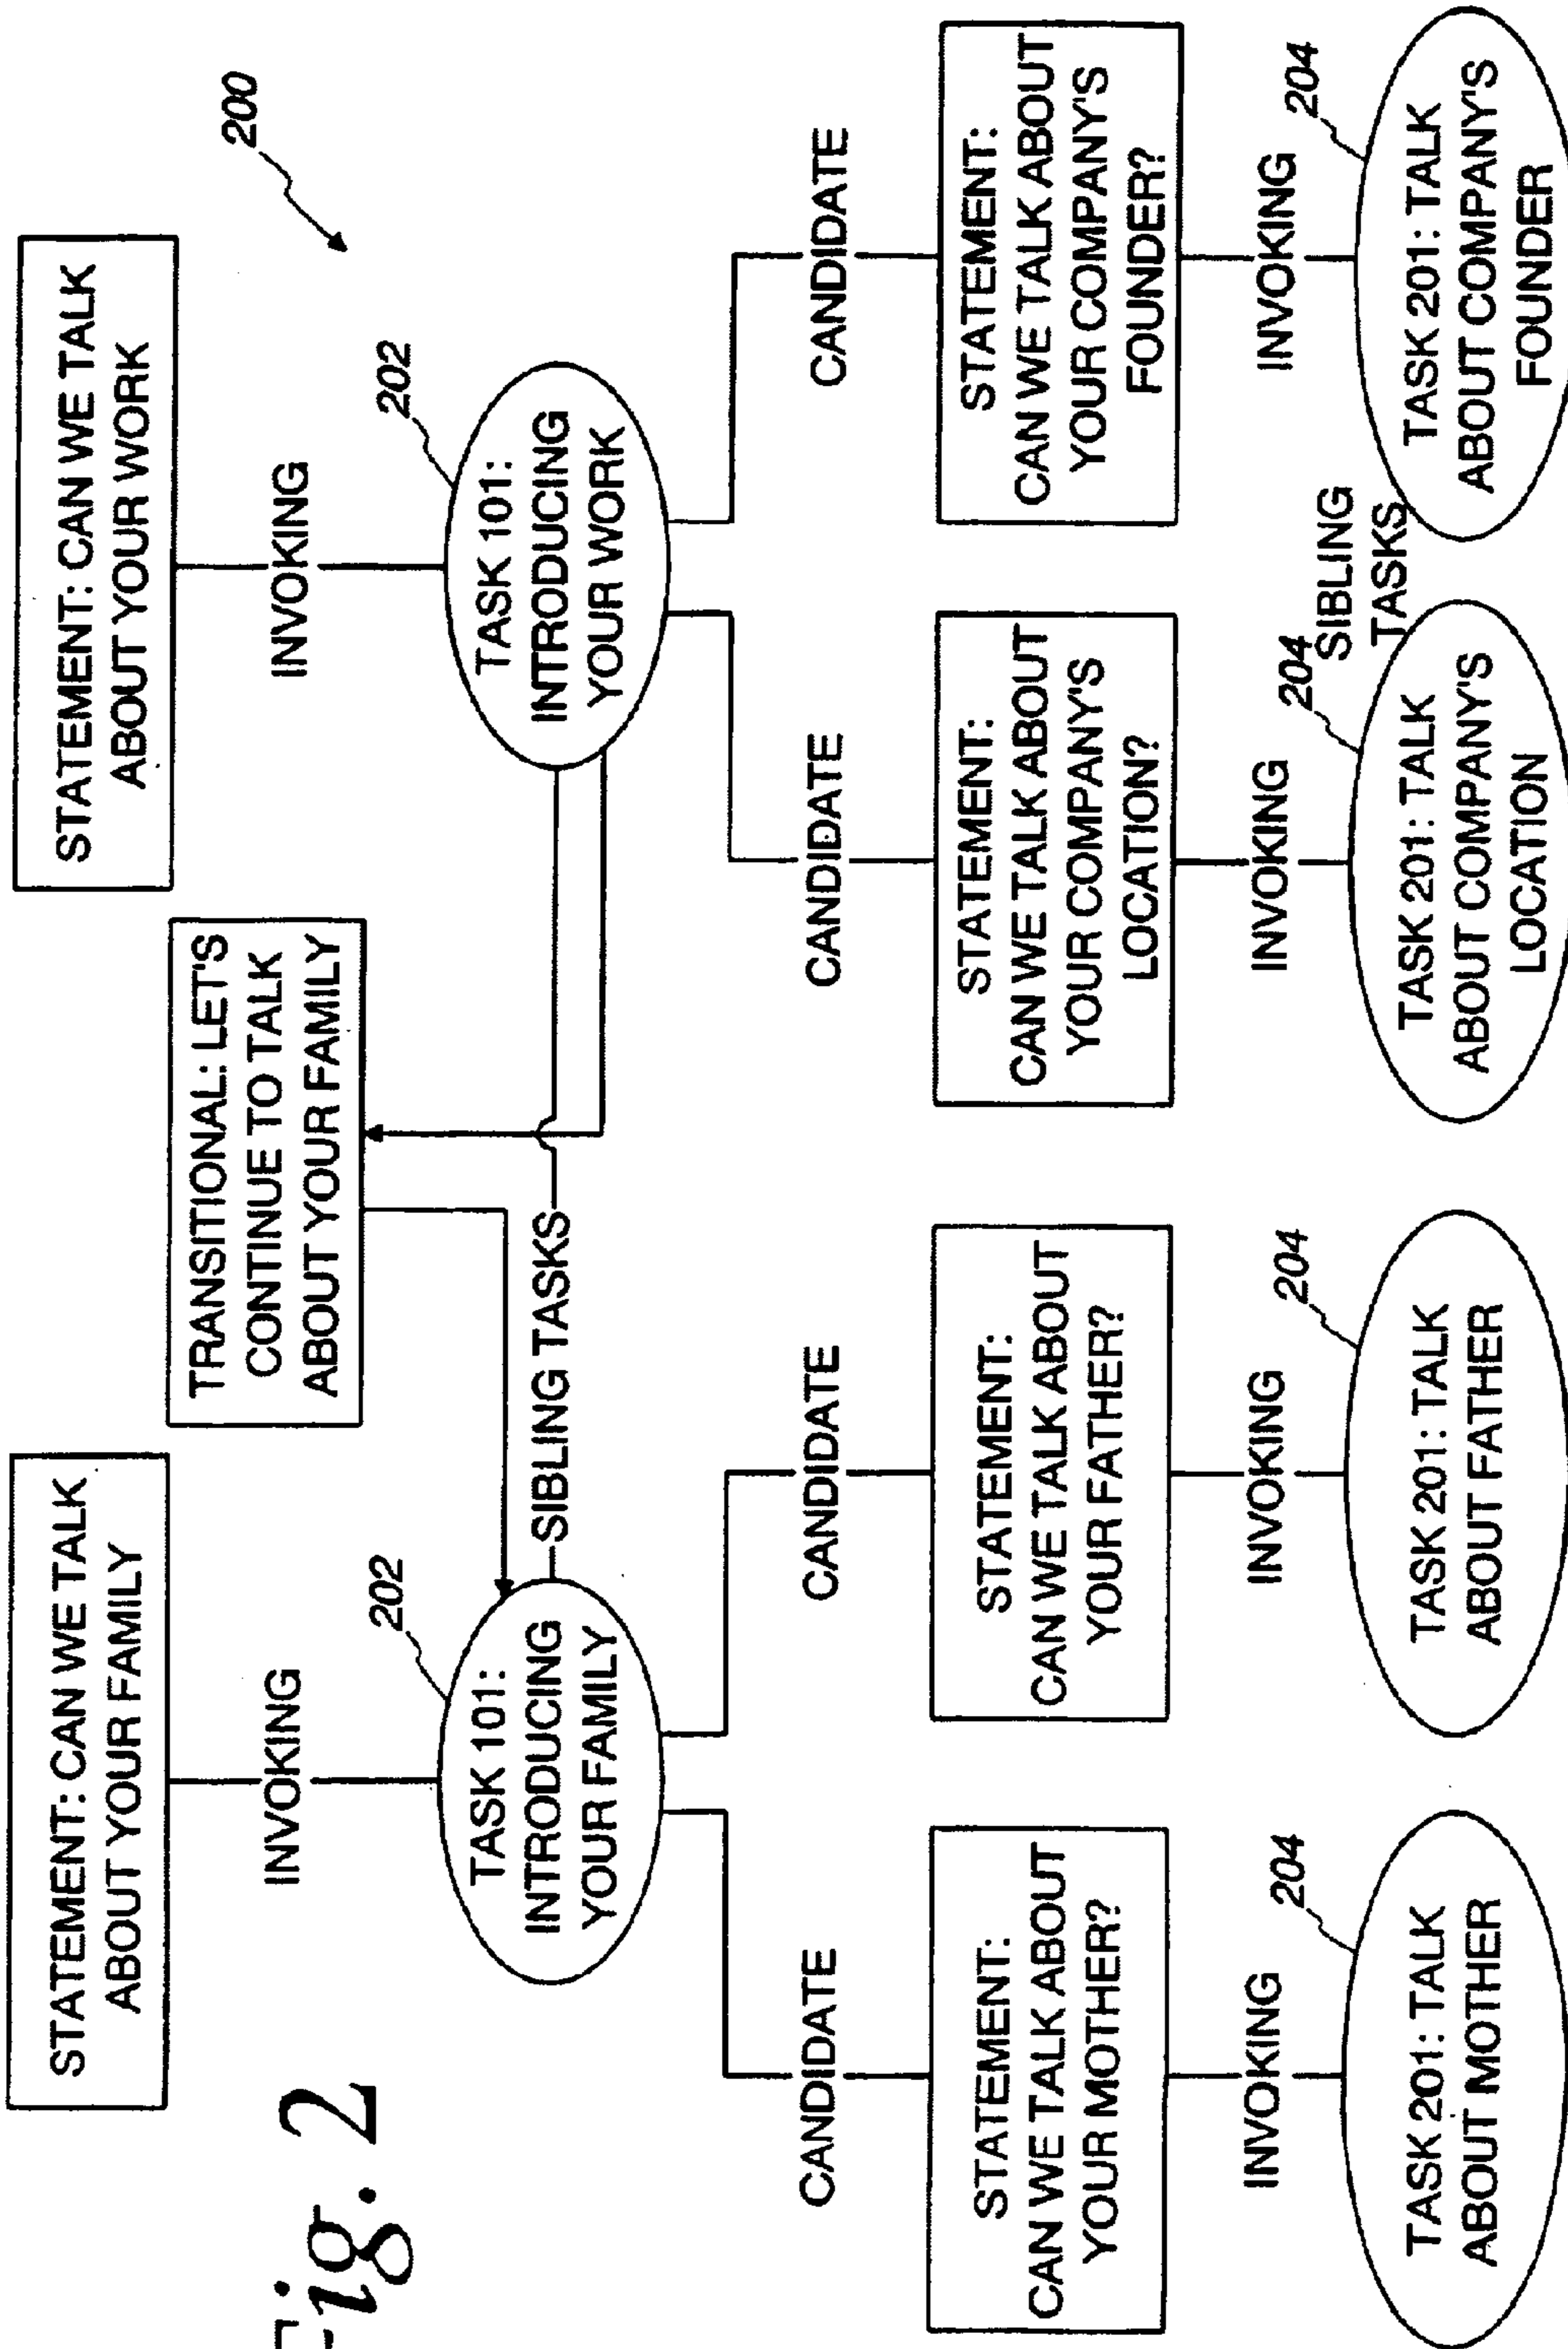 Fig. 2
200
STATEMENT: CAN WE TALK
ABOUT YOUR FAMILY
STATEMENT: CAN WE TALK
ABOUT YOUR WORK
TRANSITIONAL: LET'S
CONTINUE TO TALK
ABOUT YOUR FAMILY
INVOKING
INVOKING
202
TASK 101:
INTRODUCING
YOUR FAMILY
SIBLING TASKS
202
TASK 101:
INTRODUCING
YOUR WORK
CANDIDATE
CANDIDATE
CANDIDATE
CANDIDATE
STATEMENT:
CAN WE TALK ABOUT
YOUR MOTHER?
STATEMENT:
CAN WE TALK ABOUT
YOUR FATHER?
STATEMENT:
CAN WE TALK ABOUT
YOUR COMPANY'S
LOCATION?
STATEMENT:
CAN WE TALK ABOUT
YOUR COMPANY'S
FOUNDER?
INVOKING
INVOKING
INVOKING
INVOKING
204
TASK 201: TALK
ABOUT MOTHER
204
TASK 201: TALK
ABOUT FATHER
204
TASK 201: TALK
ABOUT COMPANY'S
LOCATION
SIBLING
TASKS
204
TASK 201: TALK
ABOUT COMPANY'S
FOUNDER